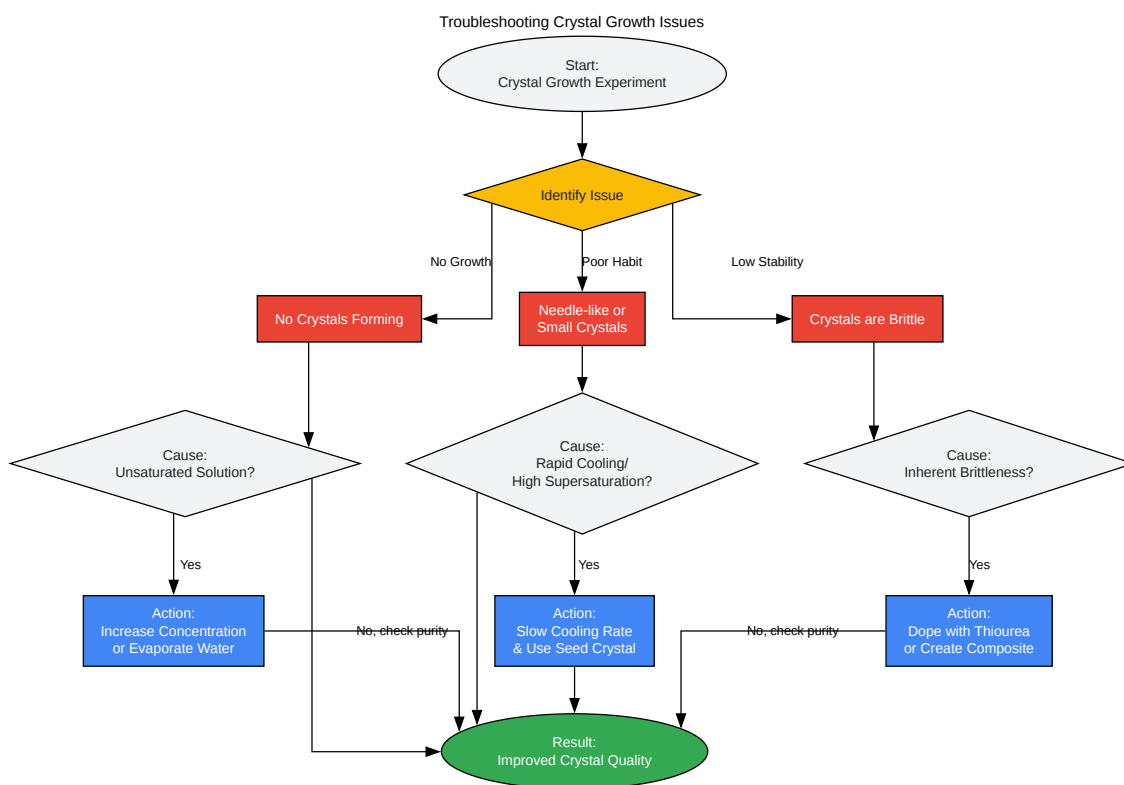 Troubleshooting Crystal Growth Issues
Start:
Crystal Growth Experiment
Identify Issue
No Growth
Poor Habit
Low Stability
No Crystals Forming
Needle-like or
Small Crystals
Crystals are Brittle
Cause:
Unsaturated Solution?
Cause:
Rapid Cooling/
High Supersaturation?
Cause:
Inherent Brittleness?
Yes
Yes
Yes
Action:
Increase Concentration
or Evaporate Water
No, check purity
Action:
Slow Cooling Rate
& Use Seed Crystal
No, check purity
Action:
Dope with Thiourea
or Create Composite
Result:
Improved Crystal Quality